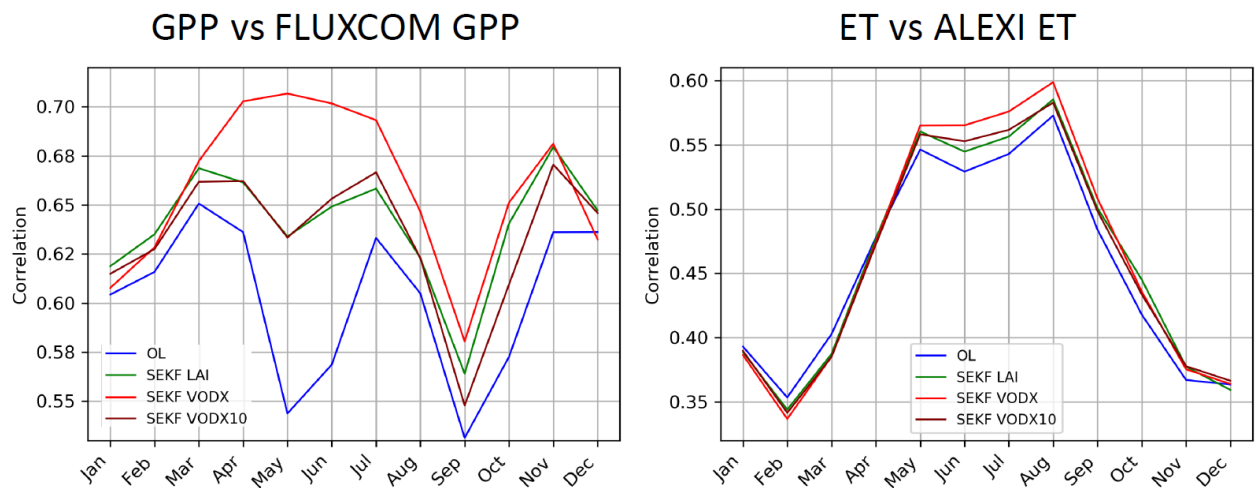 GPP vs FLUXCOM GPP
Correlation
0.70
0.68
0.65
0.62
0.60
0.58
0.55
OL
SEKF LAI
SEKF VODX
SEKF VODX10
Jan Feb Mar Apr May Jun Jul Aug Sep Oct Nov Dec
ET vs ALEXI ET
Correlation
0.60
0.55
0.50
0.45
0.40
0.35
OL
SEKF LAI
SEKF VODX
SEKF VODX10
Jan Feb Mar Apr May Jun Jul Aug Sep Oct Nov Dec